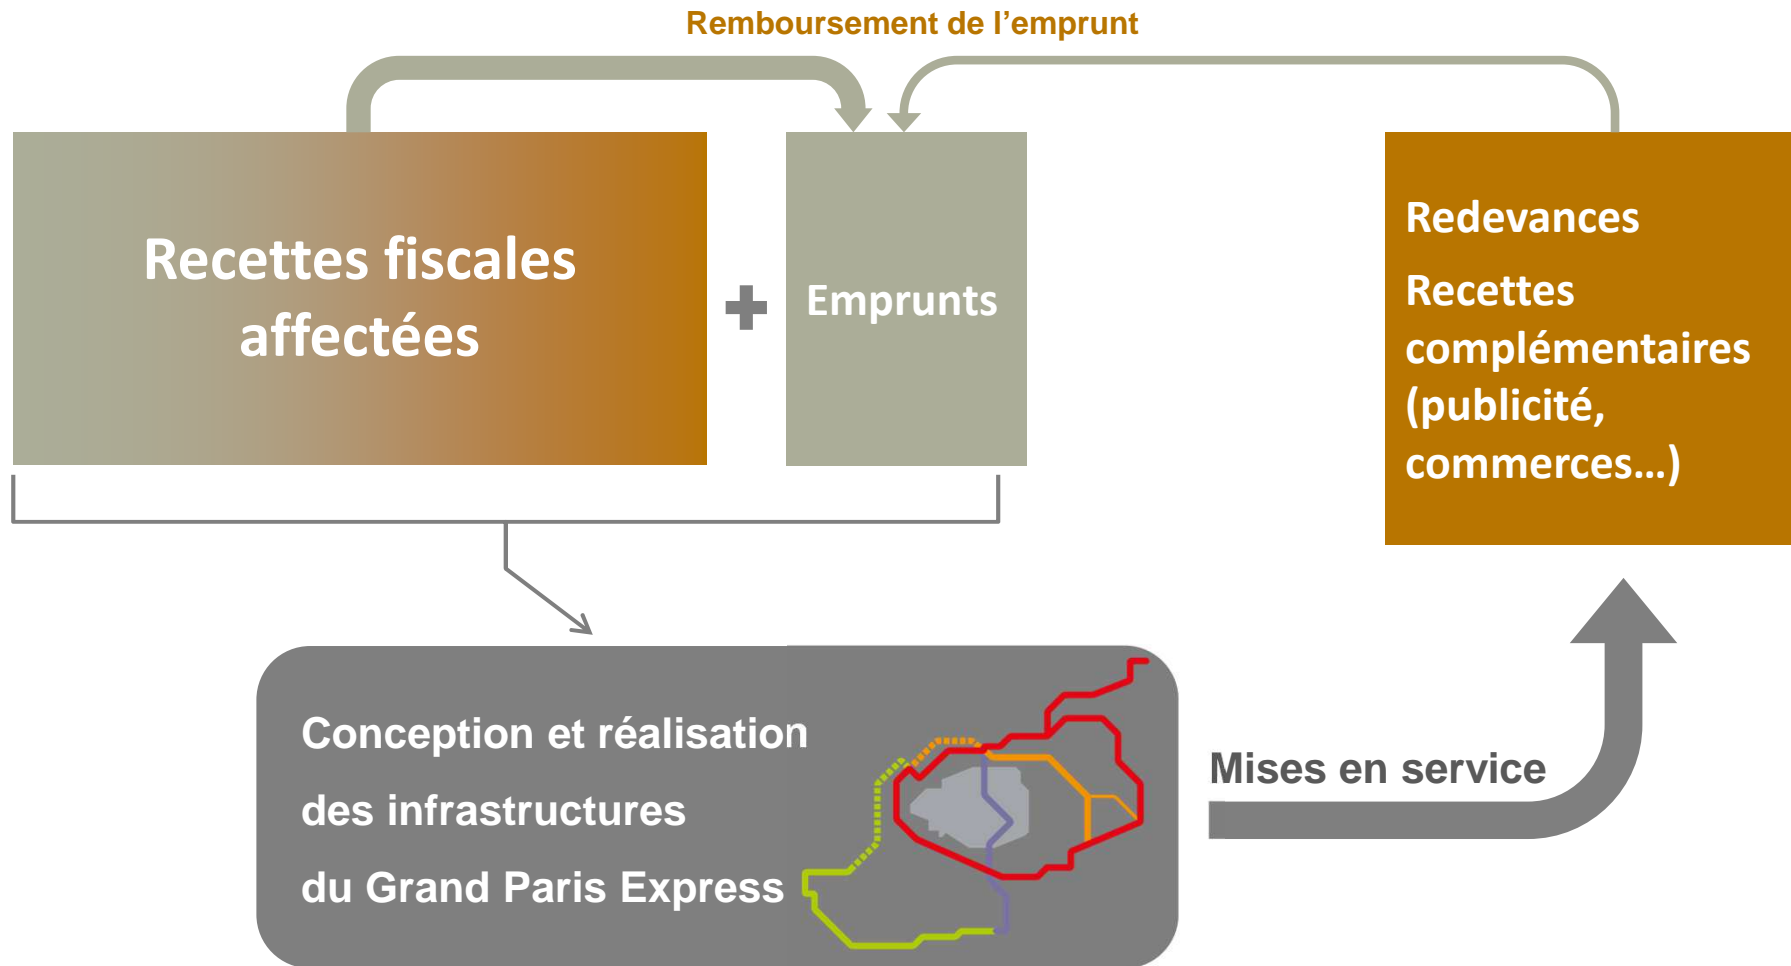 Remboursement de l’emprunt
Recettes fiscales
affectées
Emprunts
Redevances
Recettes
complémentaires
(publicité,
commerces…)
Conception et réalisation
des infrastructures
du Grand Paris Express
Mises en service